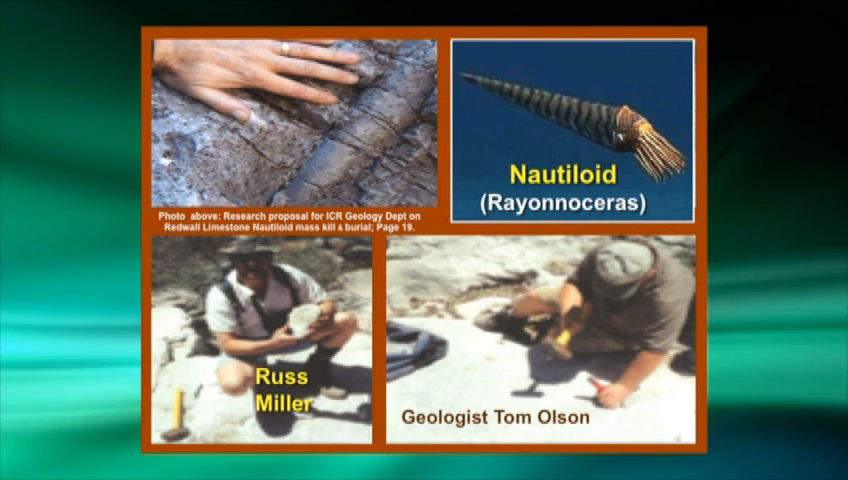 Nautiloid
(Rayonnoceras)
Photo above: Research proposal for ICR Geology Dept on
Redwall Limestone Nautiloid mass kill & burial; Page 19.
Russ
Miller
Geologist Tom Olson